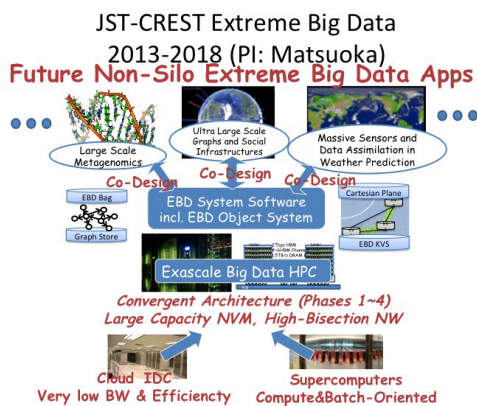 JST-CREST Extreme Big Data
2013-2018 (PI: Matsuoka)
Future Non-Silo Extreme Big Data Apps
Large Scale
Metagenomics
Ultra Large Scale
Graphs and Social
Infrastructures
Massive Sensors and
Data Assimilation in
Weather Prediction
Co-Design
Co-Design
Co-Design
EBD Bag
Graph Store
EBD System Software
incl. EBD Object System
Cartesian Plane
EBD KVS
Exascale Big Data HPC
Convergent Architecture (Phases 1~4)
Large Capacity NVM, High-Bisection NW
Cloud IDC
Very low BW & Efficiencty
Supercomputers
Compute&Batch-Oriented